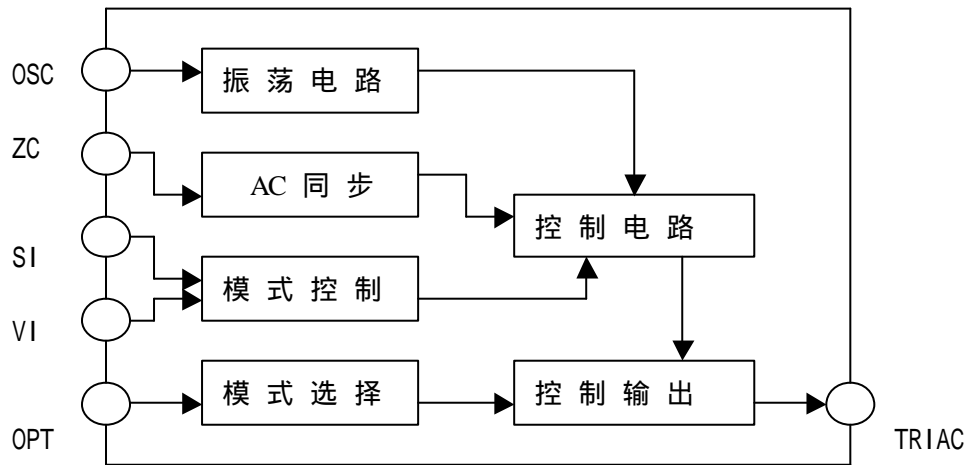 OSC
振荡电路
ZC
AC 同步
控制电路
SI
模式控制
VI
模式选择
控制输出
OPT
TRIAC